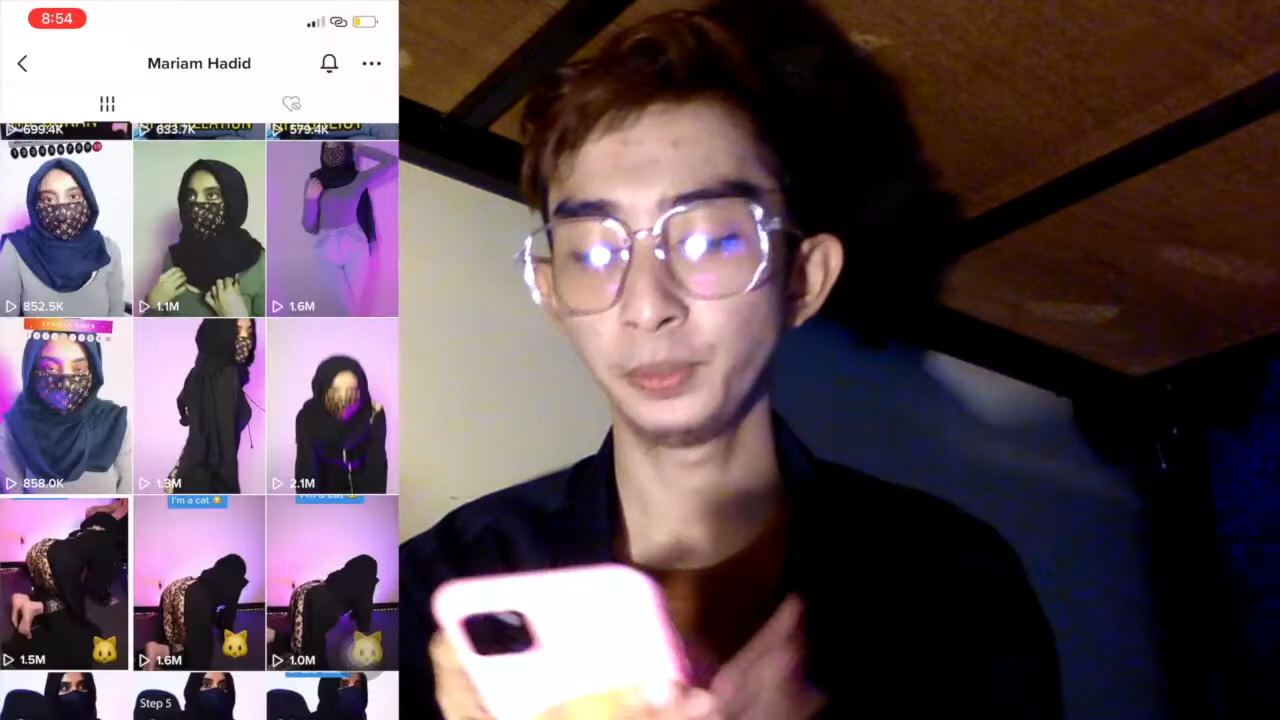 8:54
Mariam Hadid
699.4K
633.7K
579.4K
852.5K
1.1M
1.6M
858.0K
1.3M
2.1M
I'm a cat
1.5M
1.6M
1.0M
Step 5